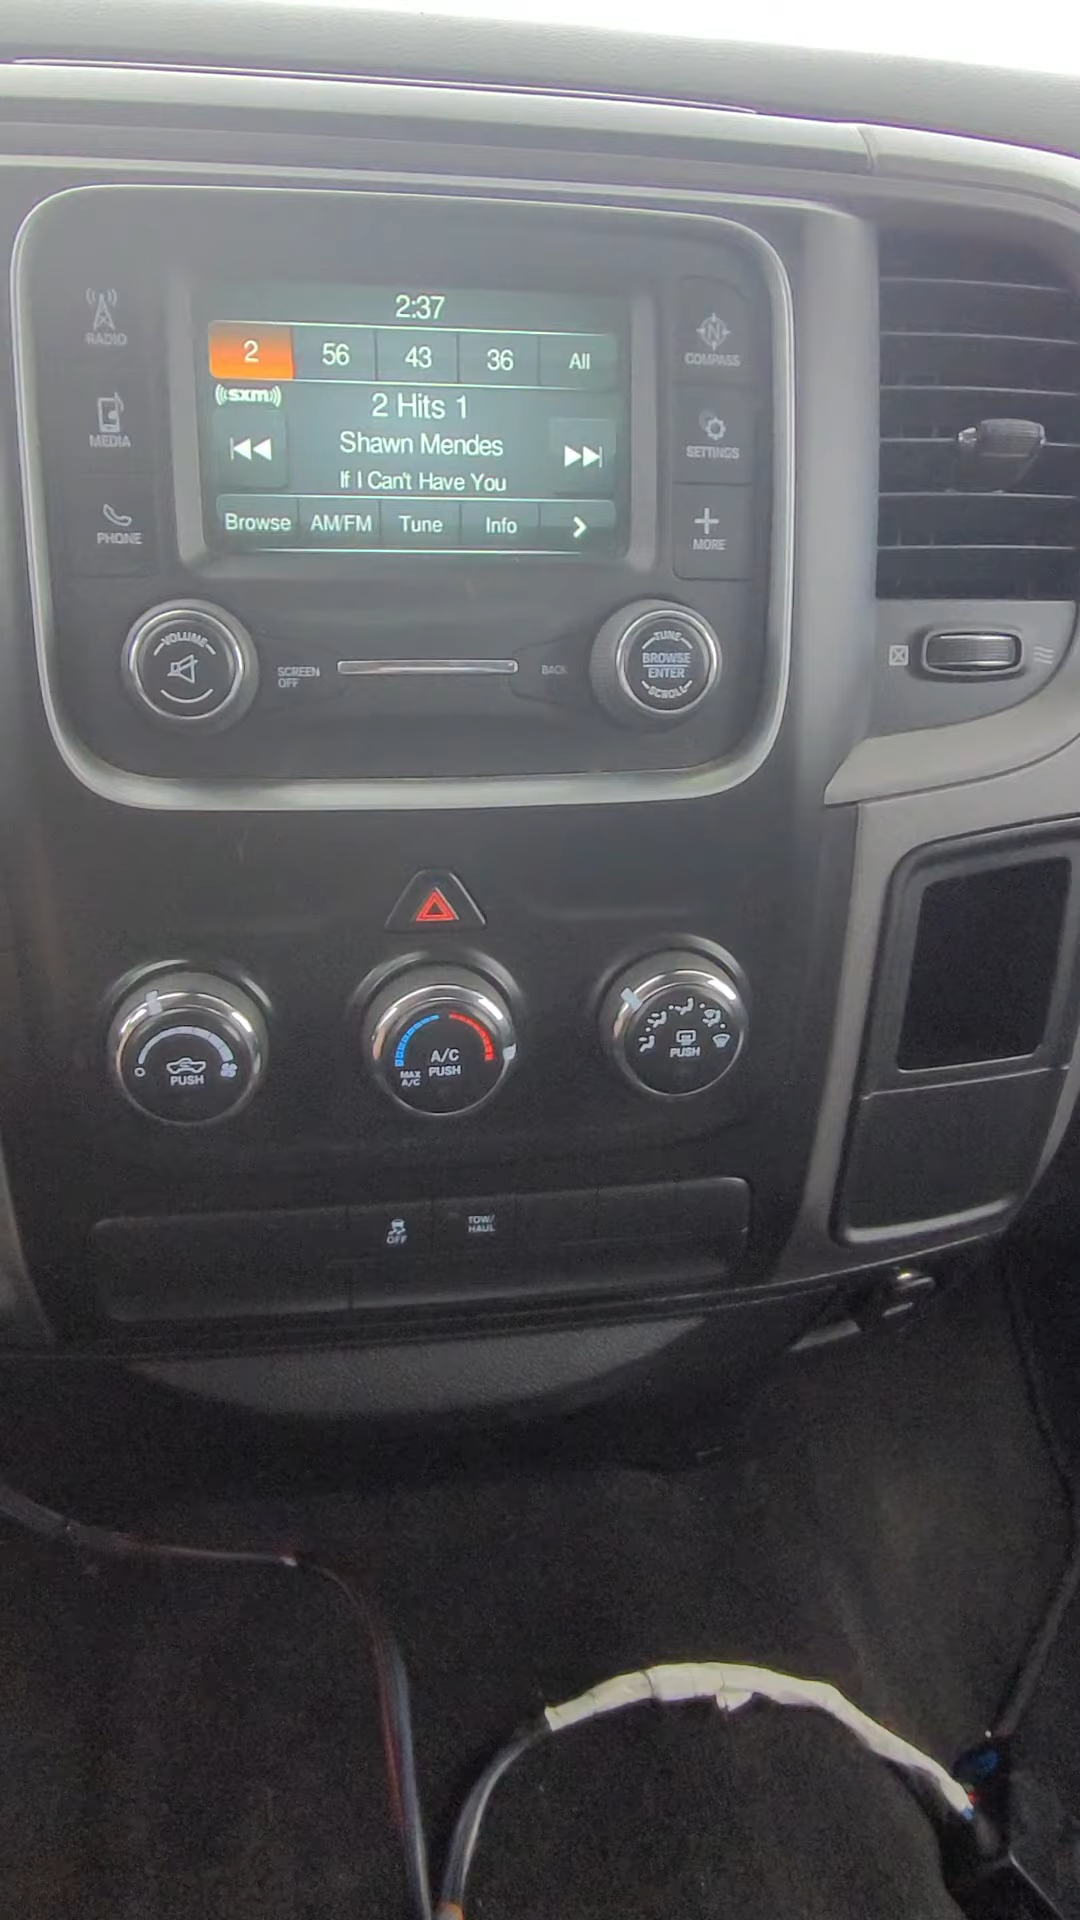 2:37
2 56 43 36 All
sxm
2 Hits 1
Shawn Mendes
If I Can't Have You
Browse AM/FM Tune Info
RADIO
MEDIA
PHONE
COMPASS
SETTINGS
MORE
VOLUME
SCREEN
OFF
BACK
TUNE
BROWSE
ENTER
SCROLL
PUSH
A/C
PUSH
MAX
A/C
PUSH
OFF
TOW/
HAUL